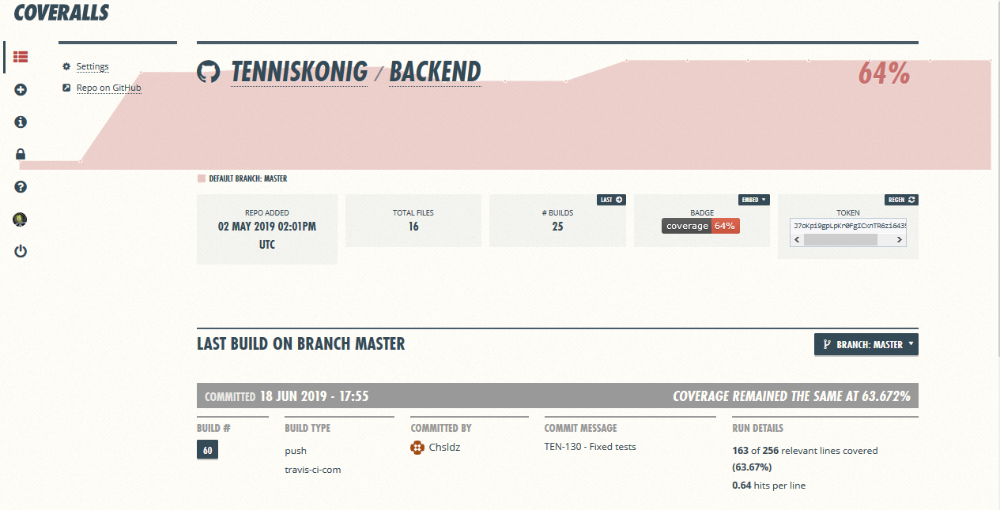 COVERALLS
Settings
Repo on GitHub
TENNISKONIG / BACKEND
64%
DEFAULT BRANCH: MASTER
REPO ADDED
02 MAY 2019 02:01PM
UTC
TOTAL FILES
16
LAST
# BUILDS
25
EMBED
BADGE
coverage 64%
REGEN
TOKEN
LAST BUILD ON BRANCH MASTER
BRANCH: MASTER
COMMITTED 18 JUN 2019 - 17:55
COVERAGE REMAINED THE SAME AT 63.672%
BUILD #
60
BUILD TYPE
push
travis-ci-com
COMMITTED BY
Chsldz
COMMIT MESSAGE
TEN-130 - Fixed tests
RUN DETAILS
163 of 256 relevant lines covered
(63.67%)
0.64 hits per line